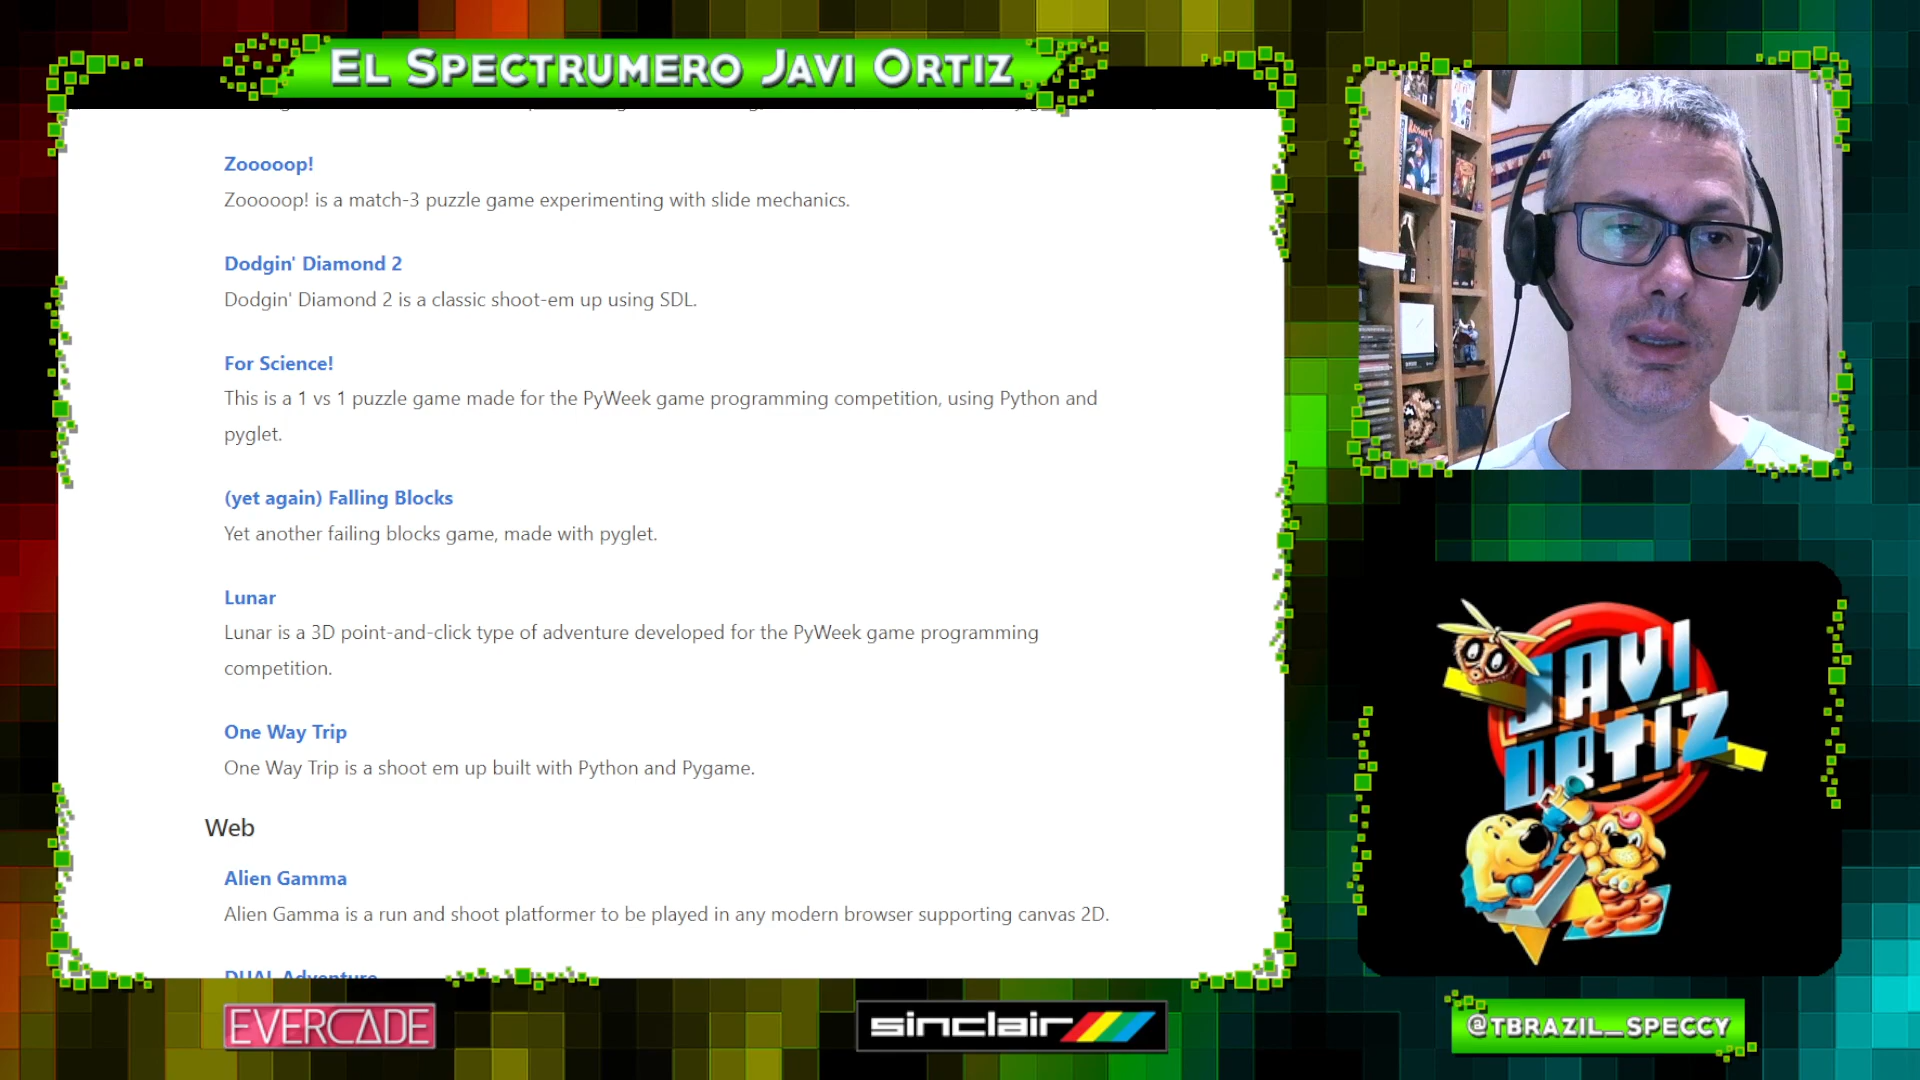 EL SPECTRUMERO JAVI ORTIZ
Zooooop!
Zooooop! is a match-3 puzzle game experimenting with slide mechanics.
Dodgin' Diamond 2
Dodgin' Diamond 2 is a classic shoot-em up using SDL.
For Science!
This is a 1 vs 1 puzzle game made for the PyWeek game programming competition, using Python and
pyglet.
(yet again) Falling Blocks
Yet another failing blocks game, made with pyglet.
Lunar
Lunar is a 3D point-and-click type of adventure developed for the PyWeek game programming
competition.
One Way Trip
One Way Trip is a shoot em up built with Python and Pygame.
Web
Alien Gamma
Alien Gamma is a run and shoot platformer to be played in any modern browser supporting canvas 2D.
DUAL Adventure
JAVI
ORTIZ
EVERCADE
sinclair
@TBRAZIL_SPECCY